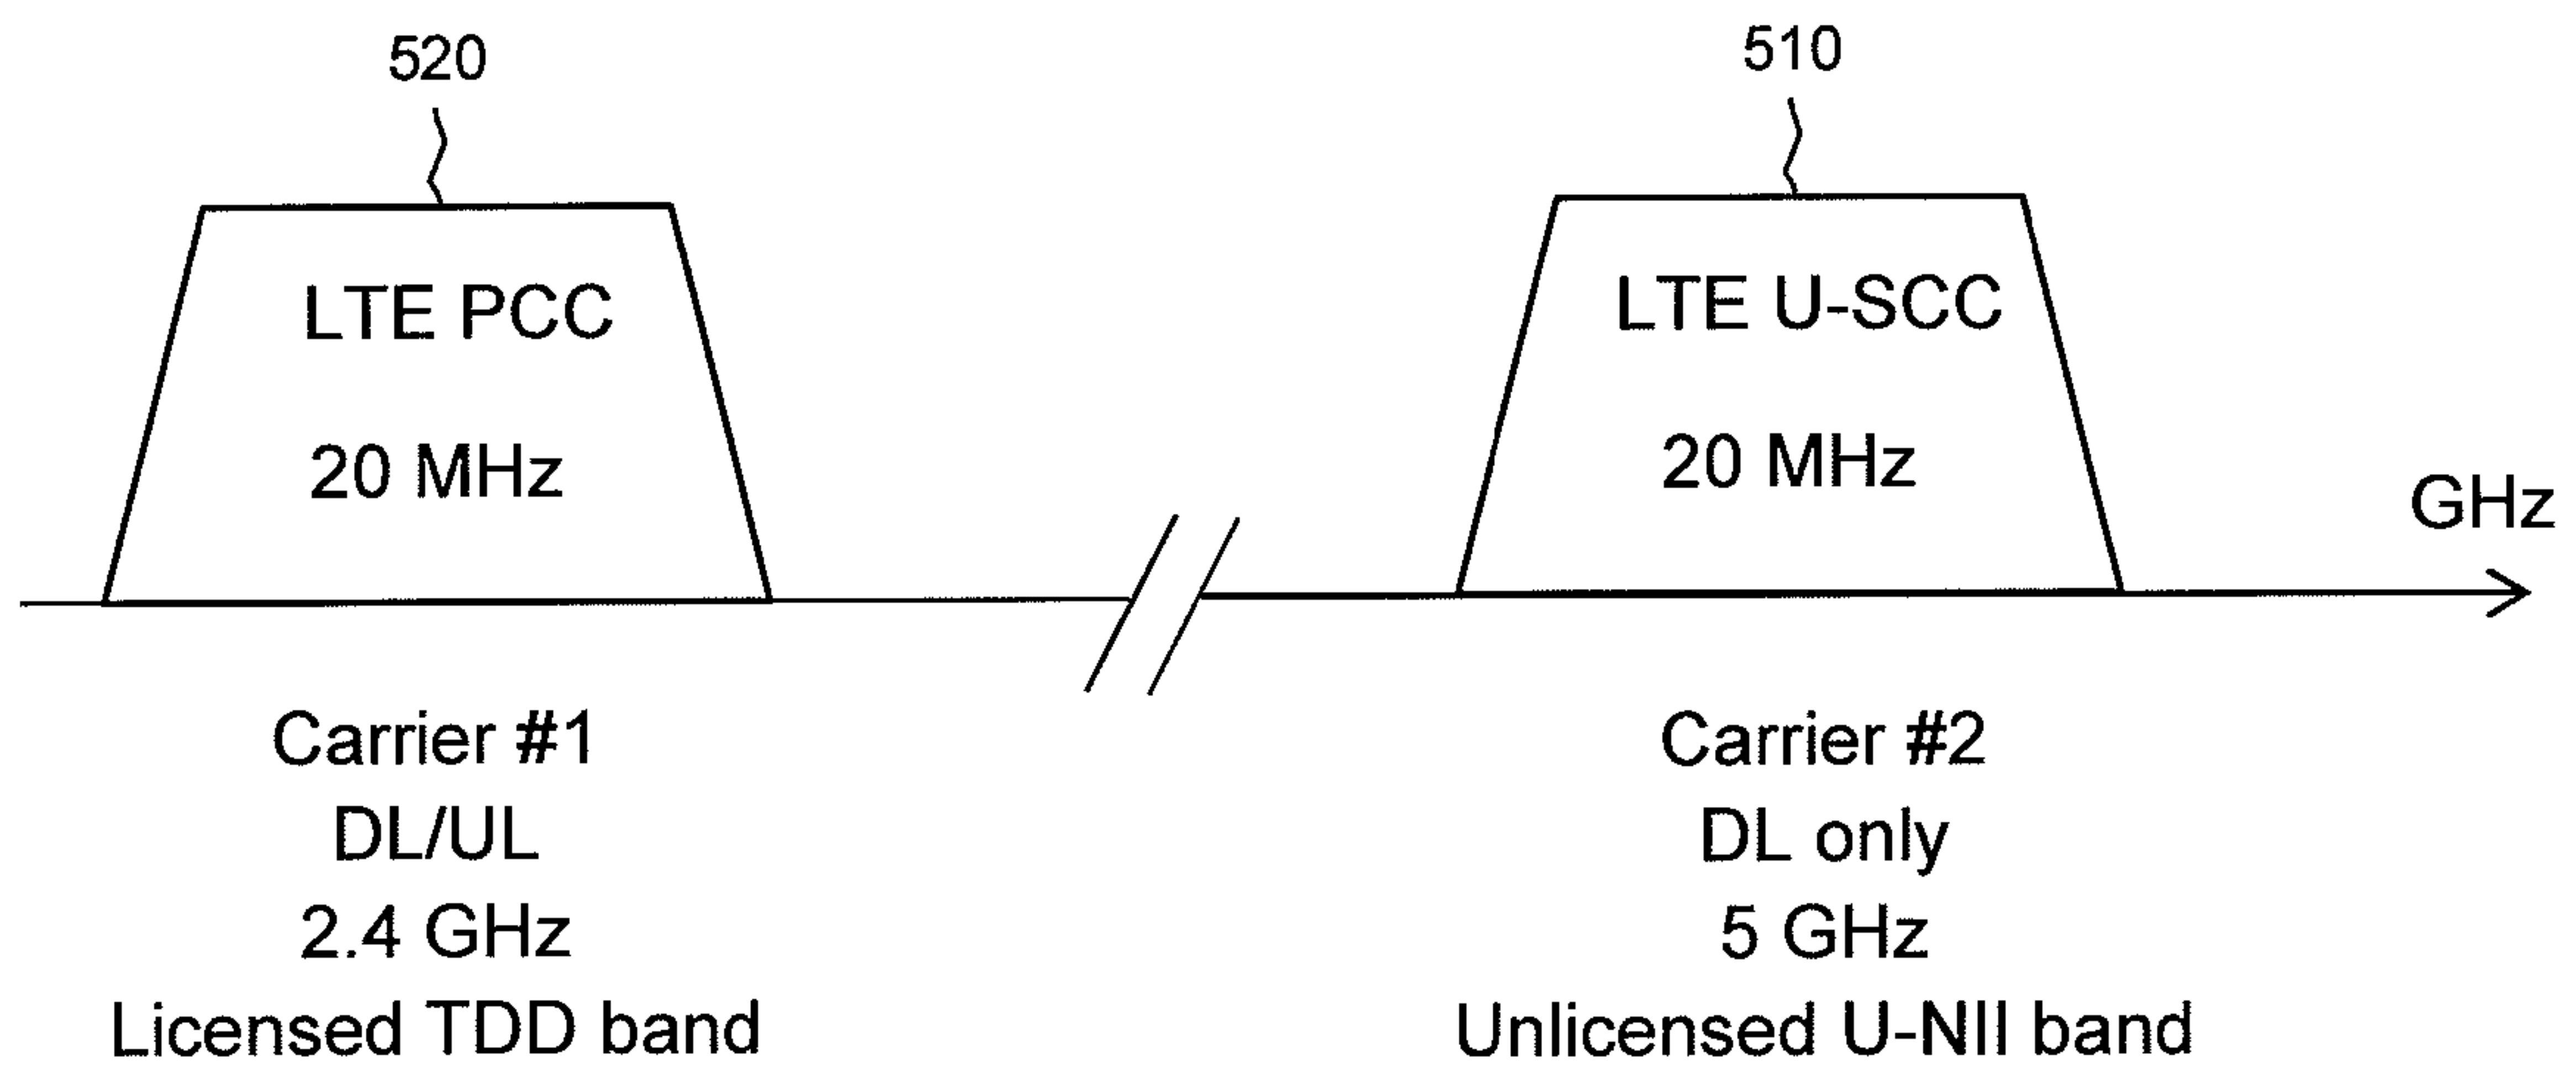 520
LTE PCC
20 MHz
Carrier #1
DL/UL
2.4 GHz
Licensed TDD band
510
LTE U-SCC
20 MHz
Carrier #2
DL only
5 GHz
Unlicensed U-NII band
GHz